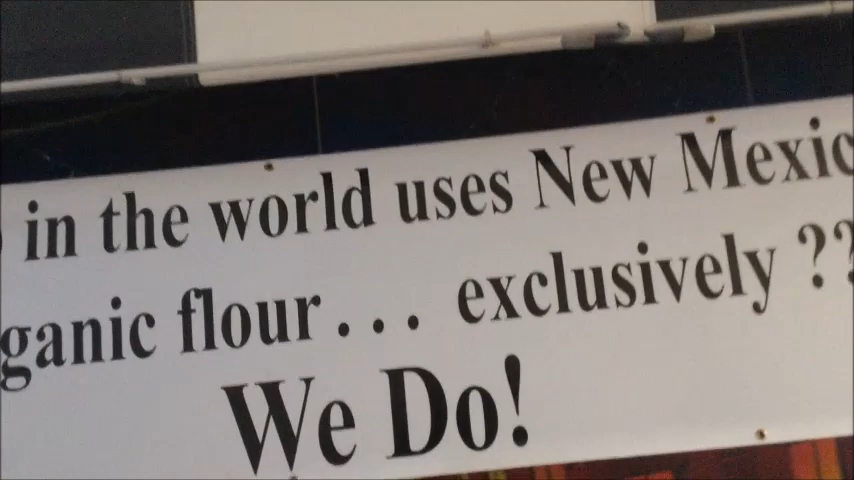 in the world uses New Mexic
ganic flour... exclusively ??
We Do!